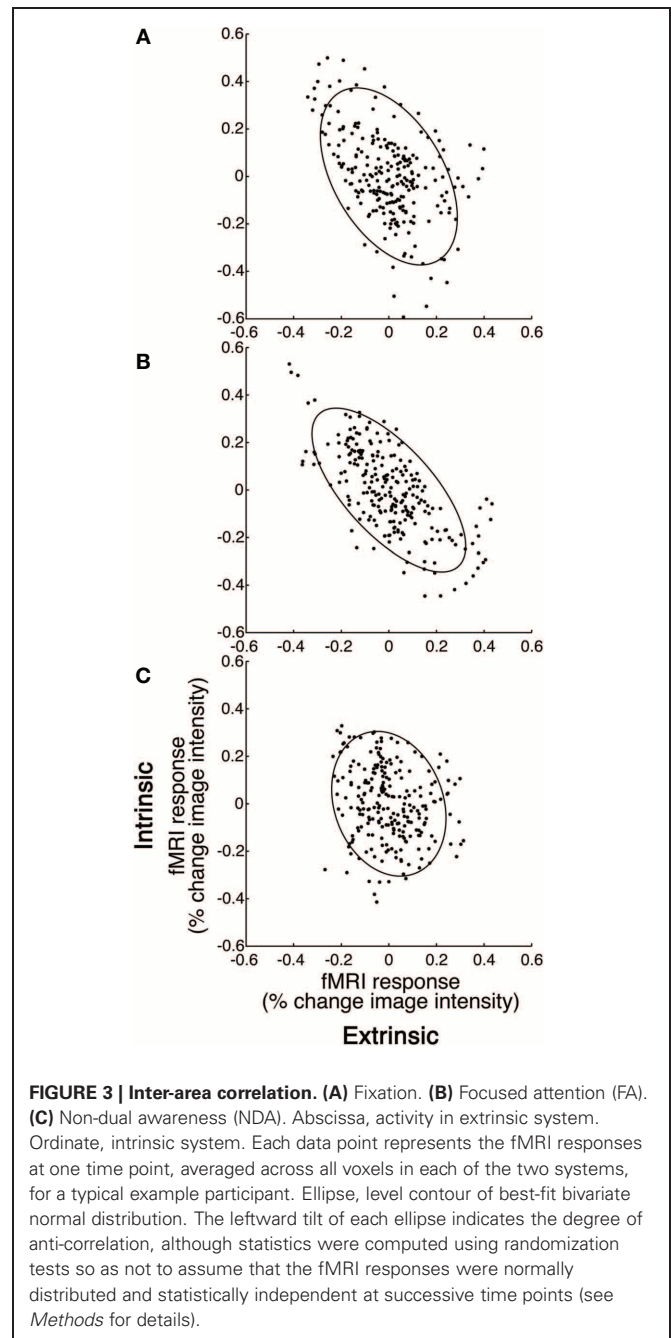 A
0.6
0.4
0.2
0
-0.2
-0.4
-0.6
-0.6 -0.4 -0.2 0 0.2 0.4 0.6
B
0.6
0.4
0.2
0
-0.2
-0.4
-0.6
-0.6 -0.4 -0.2 0 0.2 0.4 0.6
C
0.6
0.4
0.2
0
-0.2
-0.4
-0.6
-0.6 -0.4 -0.2 0 0.2 0.4 0.6
Intrinsic
fMRI response
(% change image intensity)
fMRI response
(% change image intensity)
Extrinsic
FIGURE 3 | Inter-area correlation. (A) Fixation. (B) Focused attention (FA).
(C) Non-dual awareness (NDA). Abscissa, activity in extrinsic system.
Ordinate, intrinsic system. Each data point represents the fMRI responses
at one time point, averaged across all voxels in each of the two systems,
for a typical example participant. Ellipse, level contour of best-fit bivariate
normal distribution. The leftward tilt of each ellipse indicates the degree of
anti-correlation, although statistics were computed using randomization
tests so as not to assume that the fMRI responses were normally
distributed and statistically independent at successive time points (see
Methods for details).